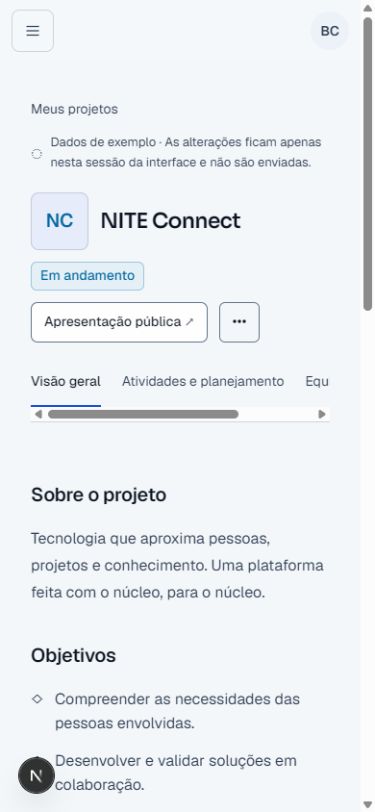 BC
Meus projetos
Dados de exemplo · As alterações ficam apenas
nesta sessão da interface e não são enviadas.
NC
NITE Connect
Em andamento
Apresentação pública ↗
•••
Visão geral
Atividades e planejamento
Equ
Sobre o projeto
Tecnologia que aproxima pessoas,
projetos e conhecimento. Uma plataforma
feita com o núcleo, para o núcleo.
Objetivos
Compreender as necessidades das
pessoas envolvidas.
Desenvolver e validar soluções em
colaboração.
N